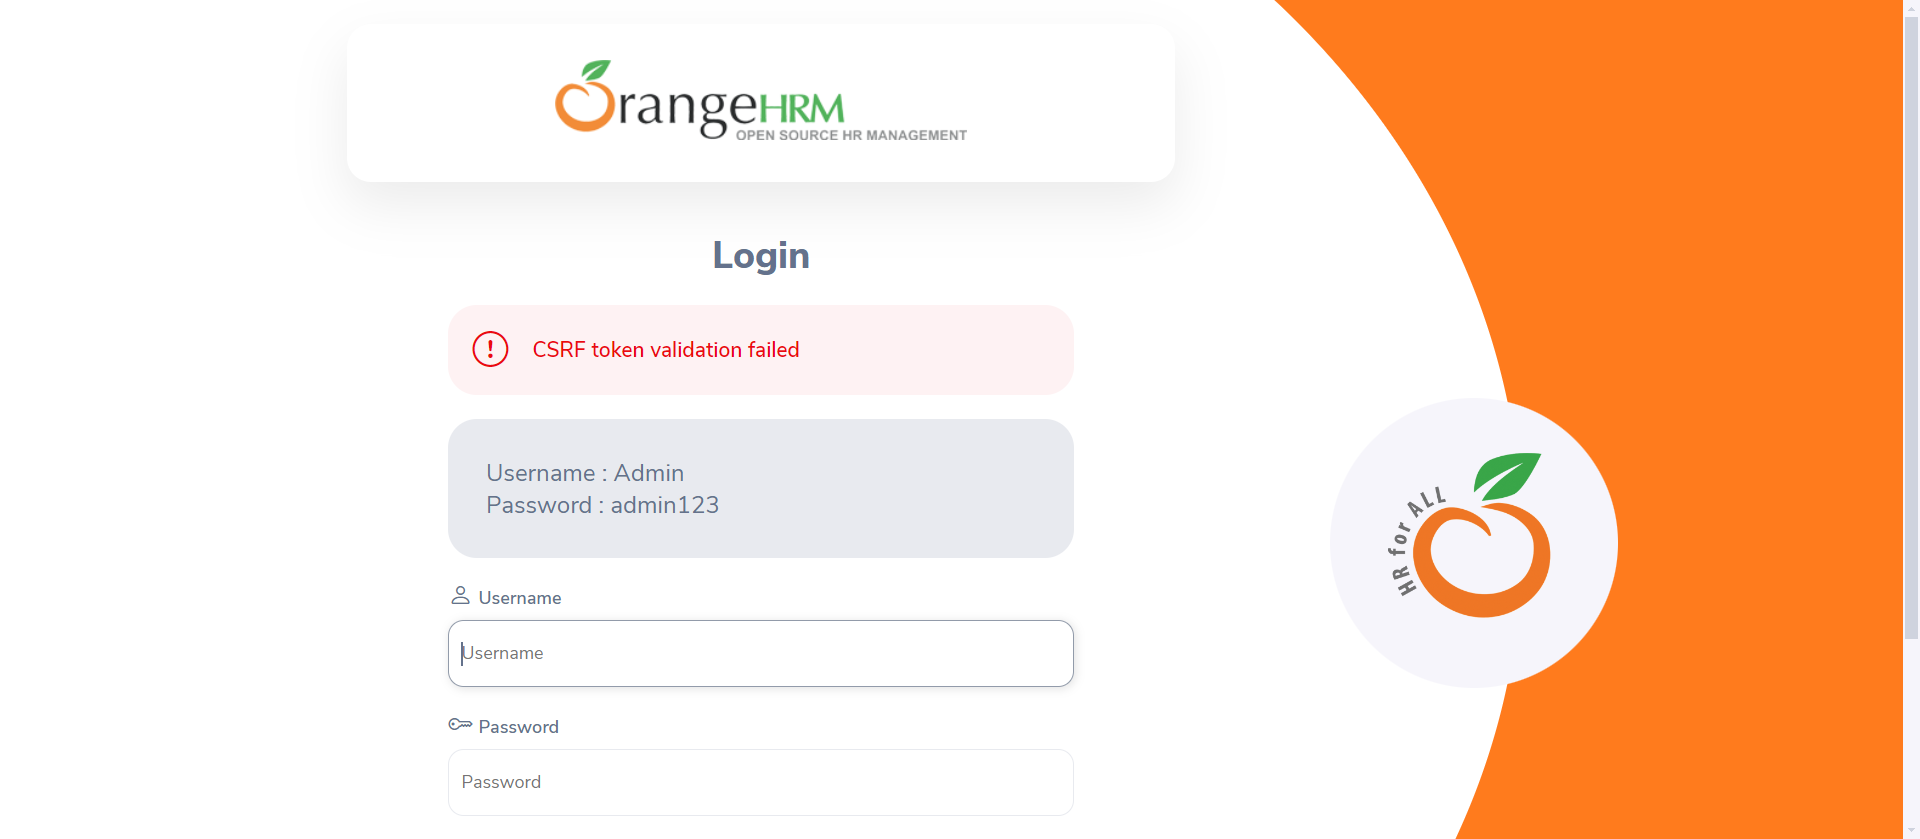 OrangeHRM
OPEN SOURCE HR MANAGEMENT
Login
CSRF token validation failed
Username : Admin
Password : admin123
Username
Username
Password
Password
HR for ALL